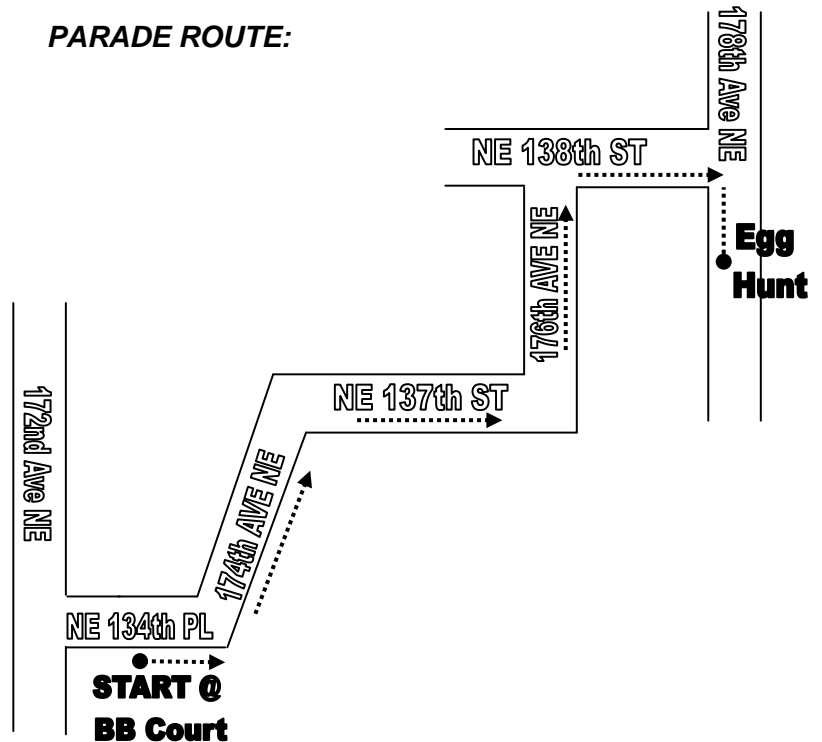 PARADE ROUTE:
178th Ave NE
NE 138th ST
176th AVE NE
Egg
Hunt
NE 137th ST
172nd Ave NE
174th AVE NE
NE 134th PL
START @
BB Court